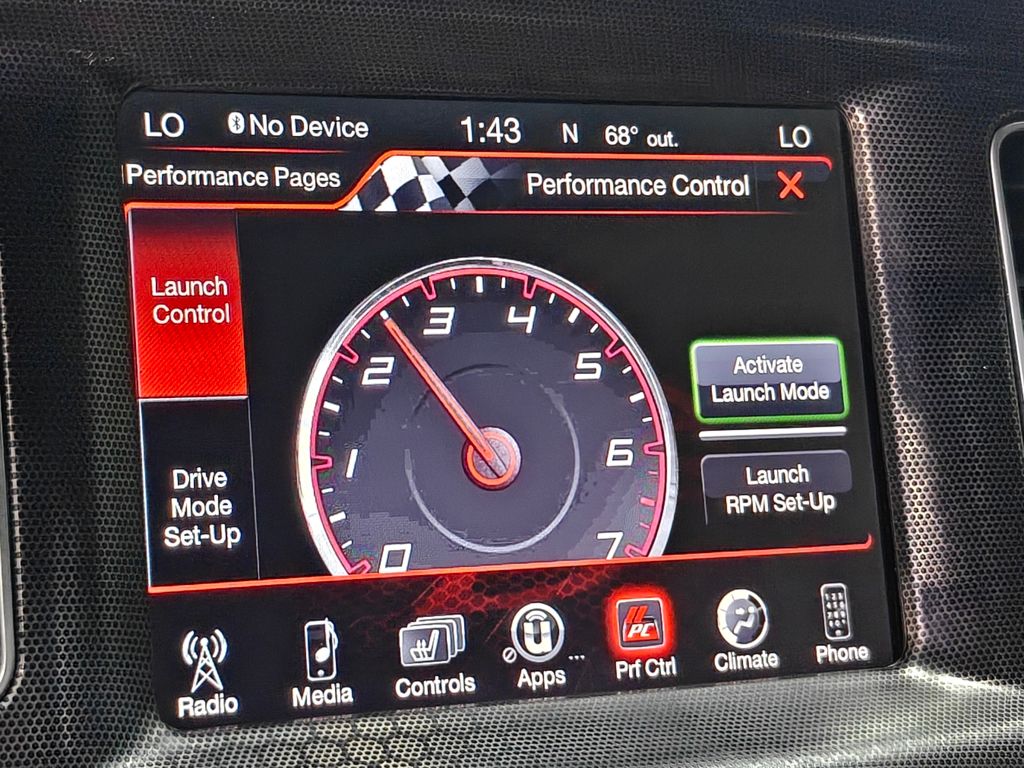 LO No Device 1:43 N 68° out. LO
Performance Pages Performance Control
Launch
Control
Drive
Mode
Set-Up
0 1 2 3 4 5 6 7
Activate
Launch Mode
Launch
RPM Set-Up
PC
Radio Media Controls Apps Prf Ctrl Climate Phone